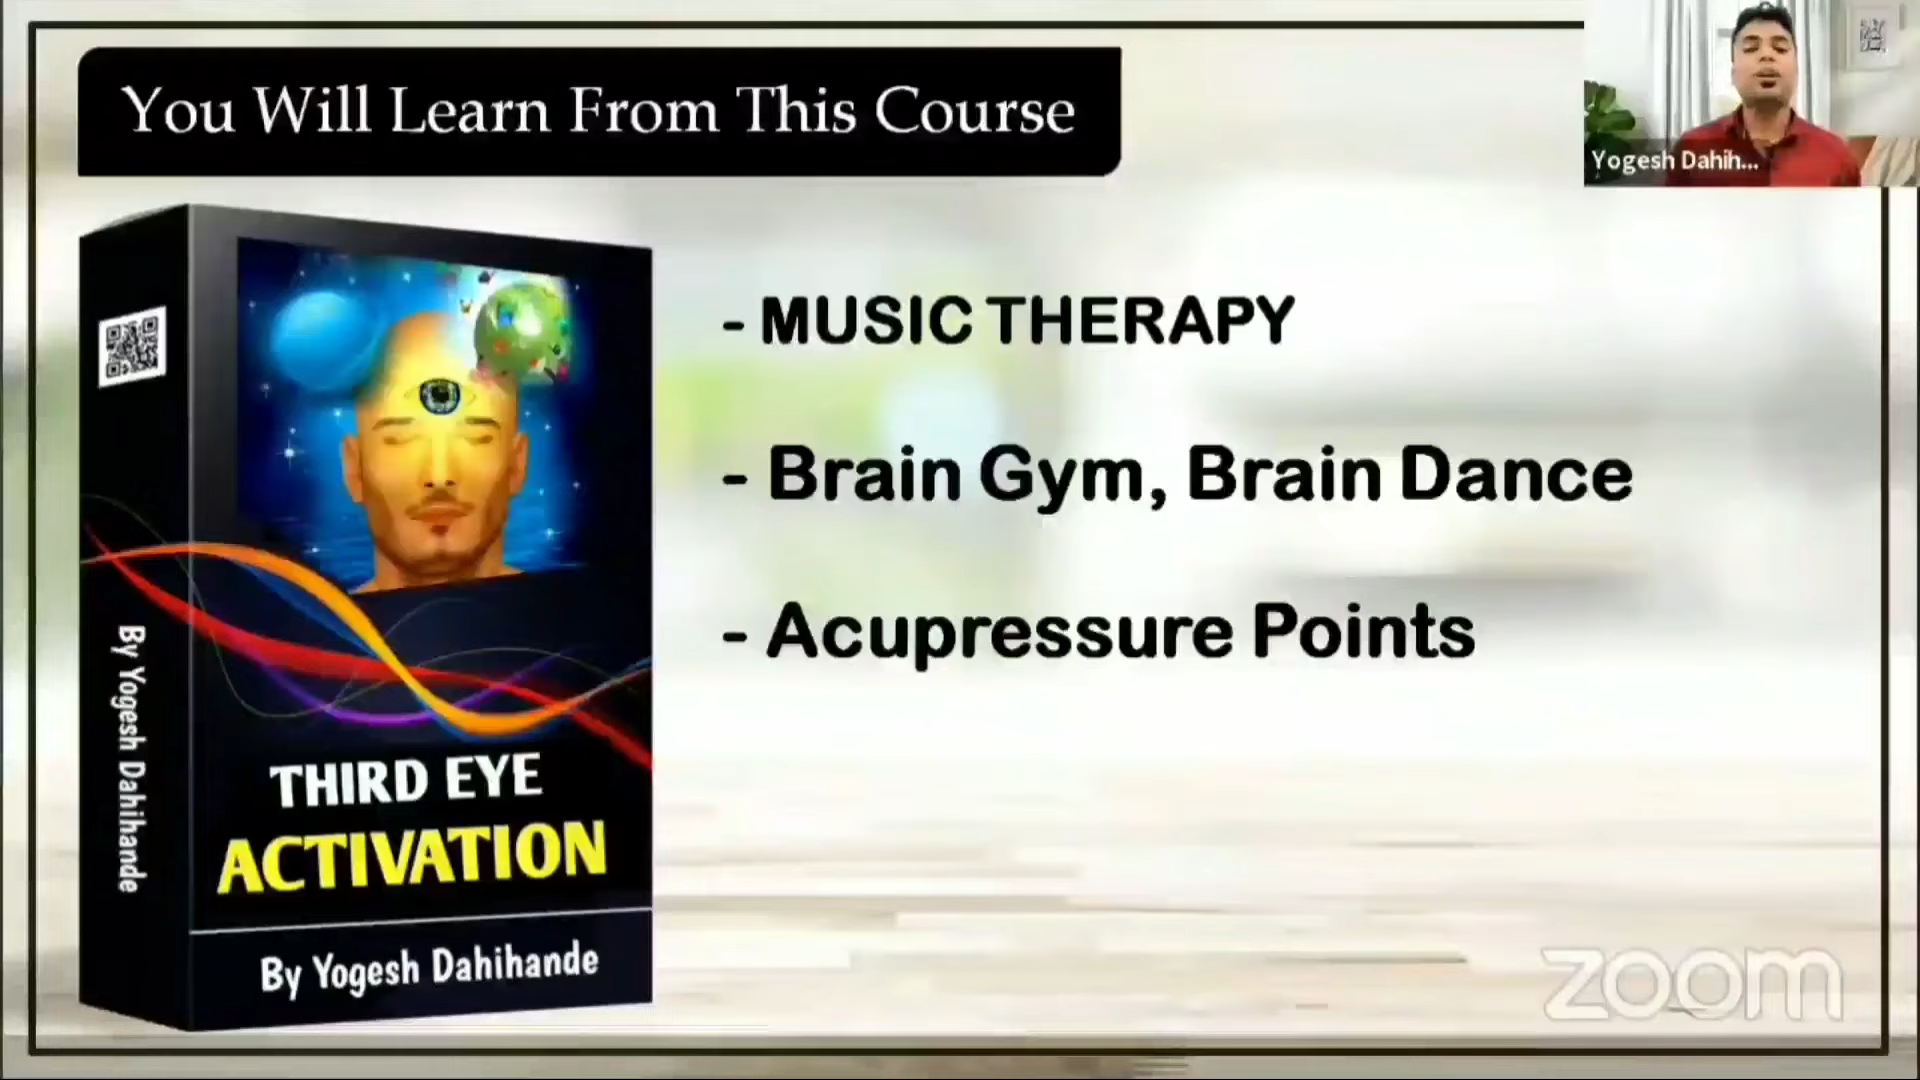 You Will Learn From This Course
Yogesh Dahih...
- MUSIC THERAPY
- Brain Gym, Brain Dance
- Acupressure Points
By Yogesh Dahihande
THIRD EYE
ACTIVATION
By Yogesh Dahihande
zoom